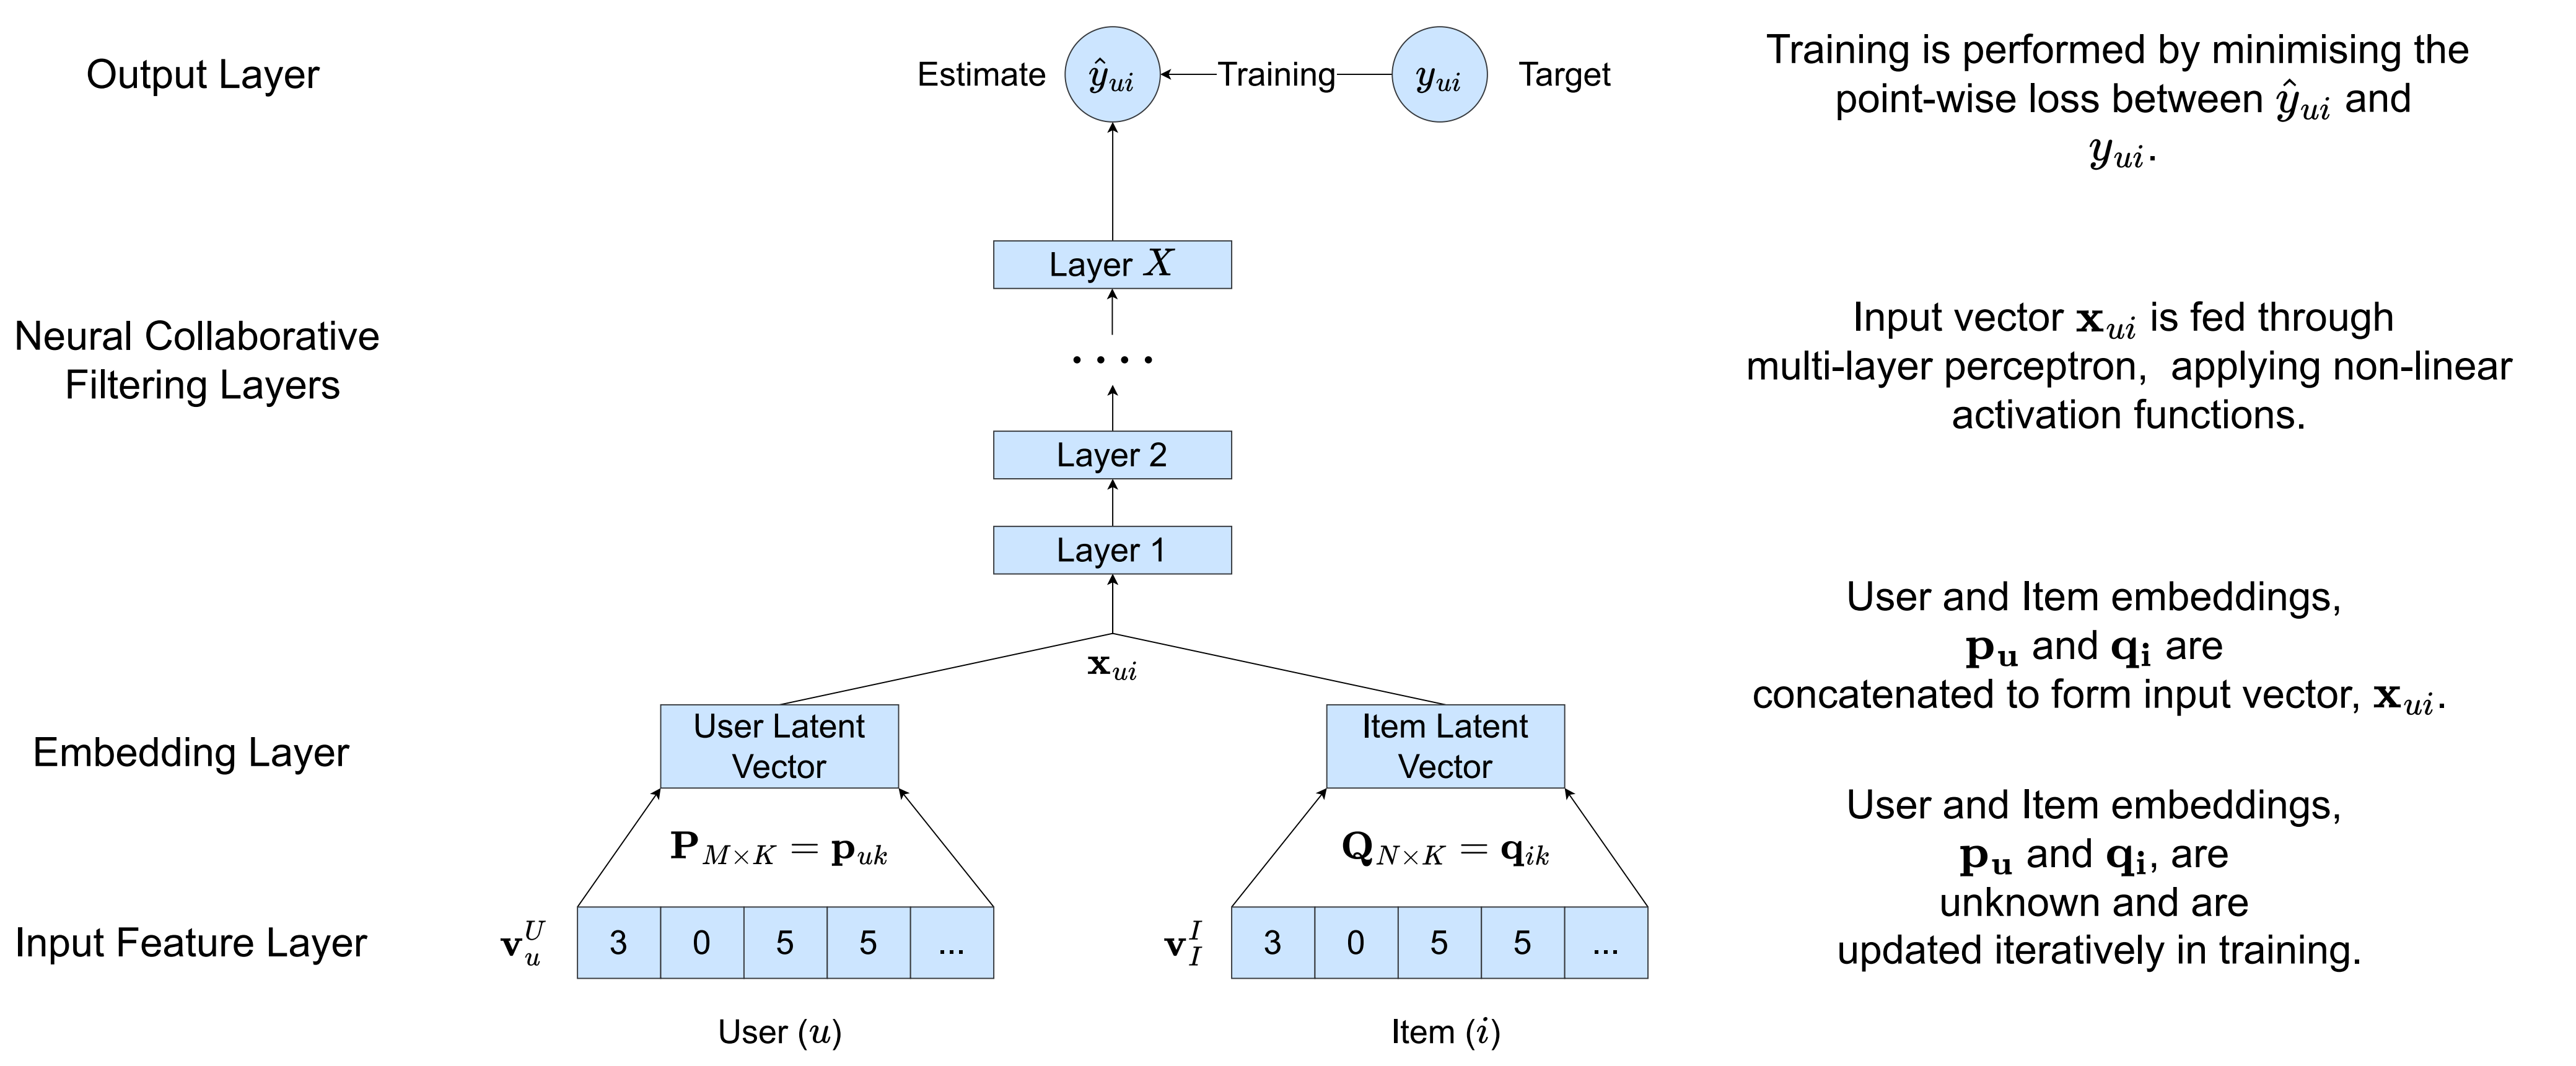 Output Layer
Estimate
ŷ_ui
Training
y_ui
Target
Training is performed by minimising the
point-wise loss between ŷ_ui and
y_ui.
Layer X
Neural Collaborative
Filtering Layers
....
Input vector x_ui is fed through
multi-layer perceptron, applying non-linear
activation functions.
Layer 2
Layer 1
x_ui
User and Item embeddings,
p_u and q_i are
concatenated to form input vector, x_ui.
Embedding Layer
User Latent
Vector
Item Latent
Vector
P_M×K = p_uk
Q_N×K = q_ik
User and Item embeddings,
p_u and q_i, are
unknown and are
updated iteratively in training.
Input Feature Layer
v_u^U
3 0 5 5 ...
v_I^I
3 0 5 5 ...
User (u)
Item (i)